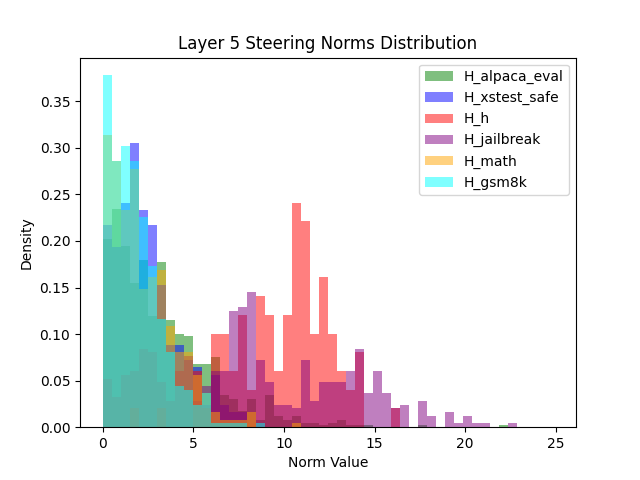 Layer 5 Steering Norms Distribution
H_alpaca_eval
H_xstest_safe
H_h
H_jailbreak
H_math
H_gsm8k
Density
0.35
0.30
0.25
0.20
0.15
0.10
0.05
0.00
0
5
10
15
20
25
Norm Value